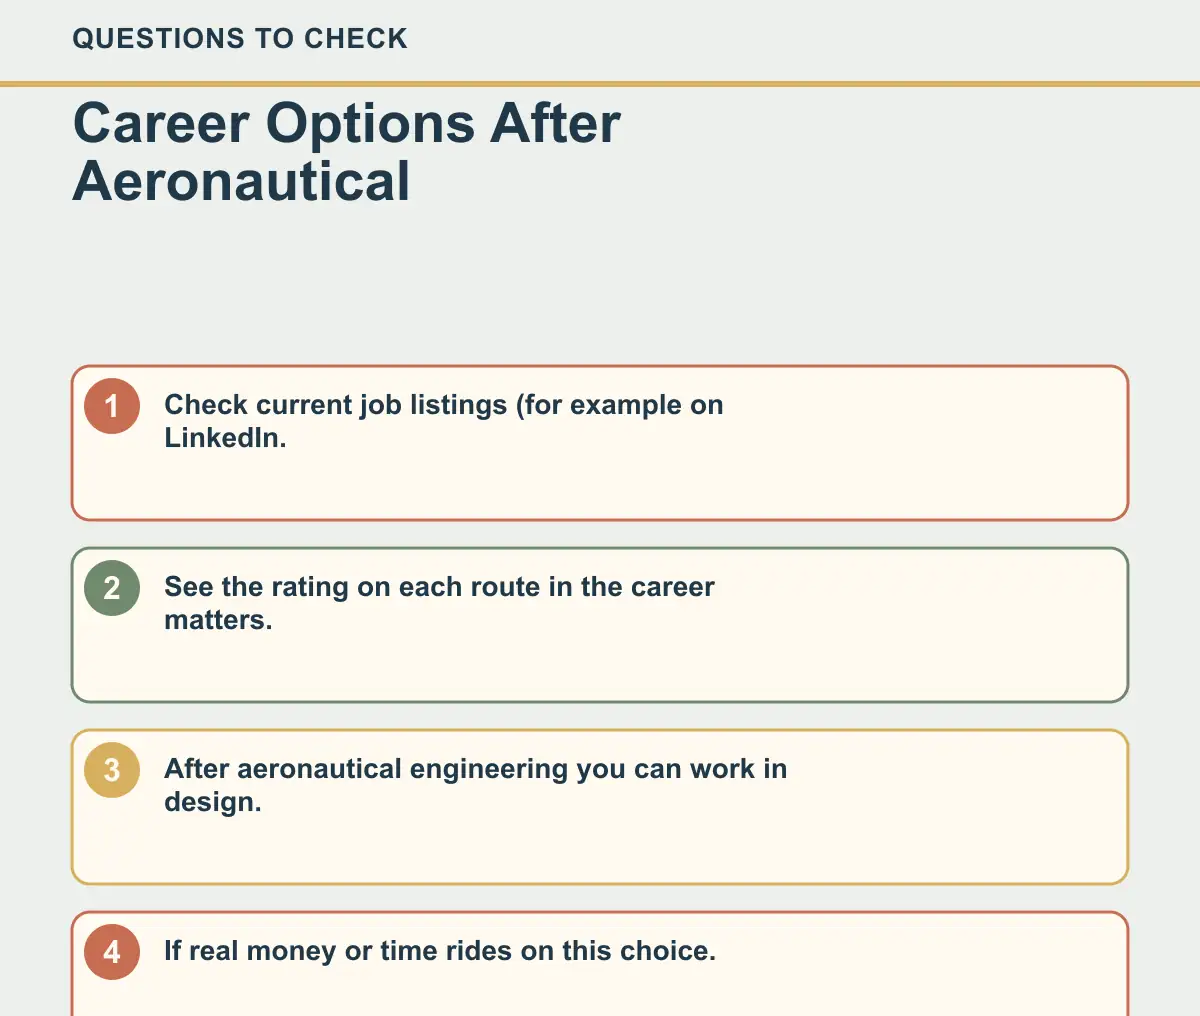 QUESTIONS TO CHECK
Career Options After
Aeronautical
1
Check current job listings (for example on
LinkedIn.
2
See the rating on each route in the career
matters.
3
After aeronautical engineering you can work in
design.
4
If real money or time rides on this choice.